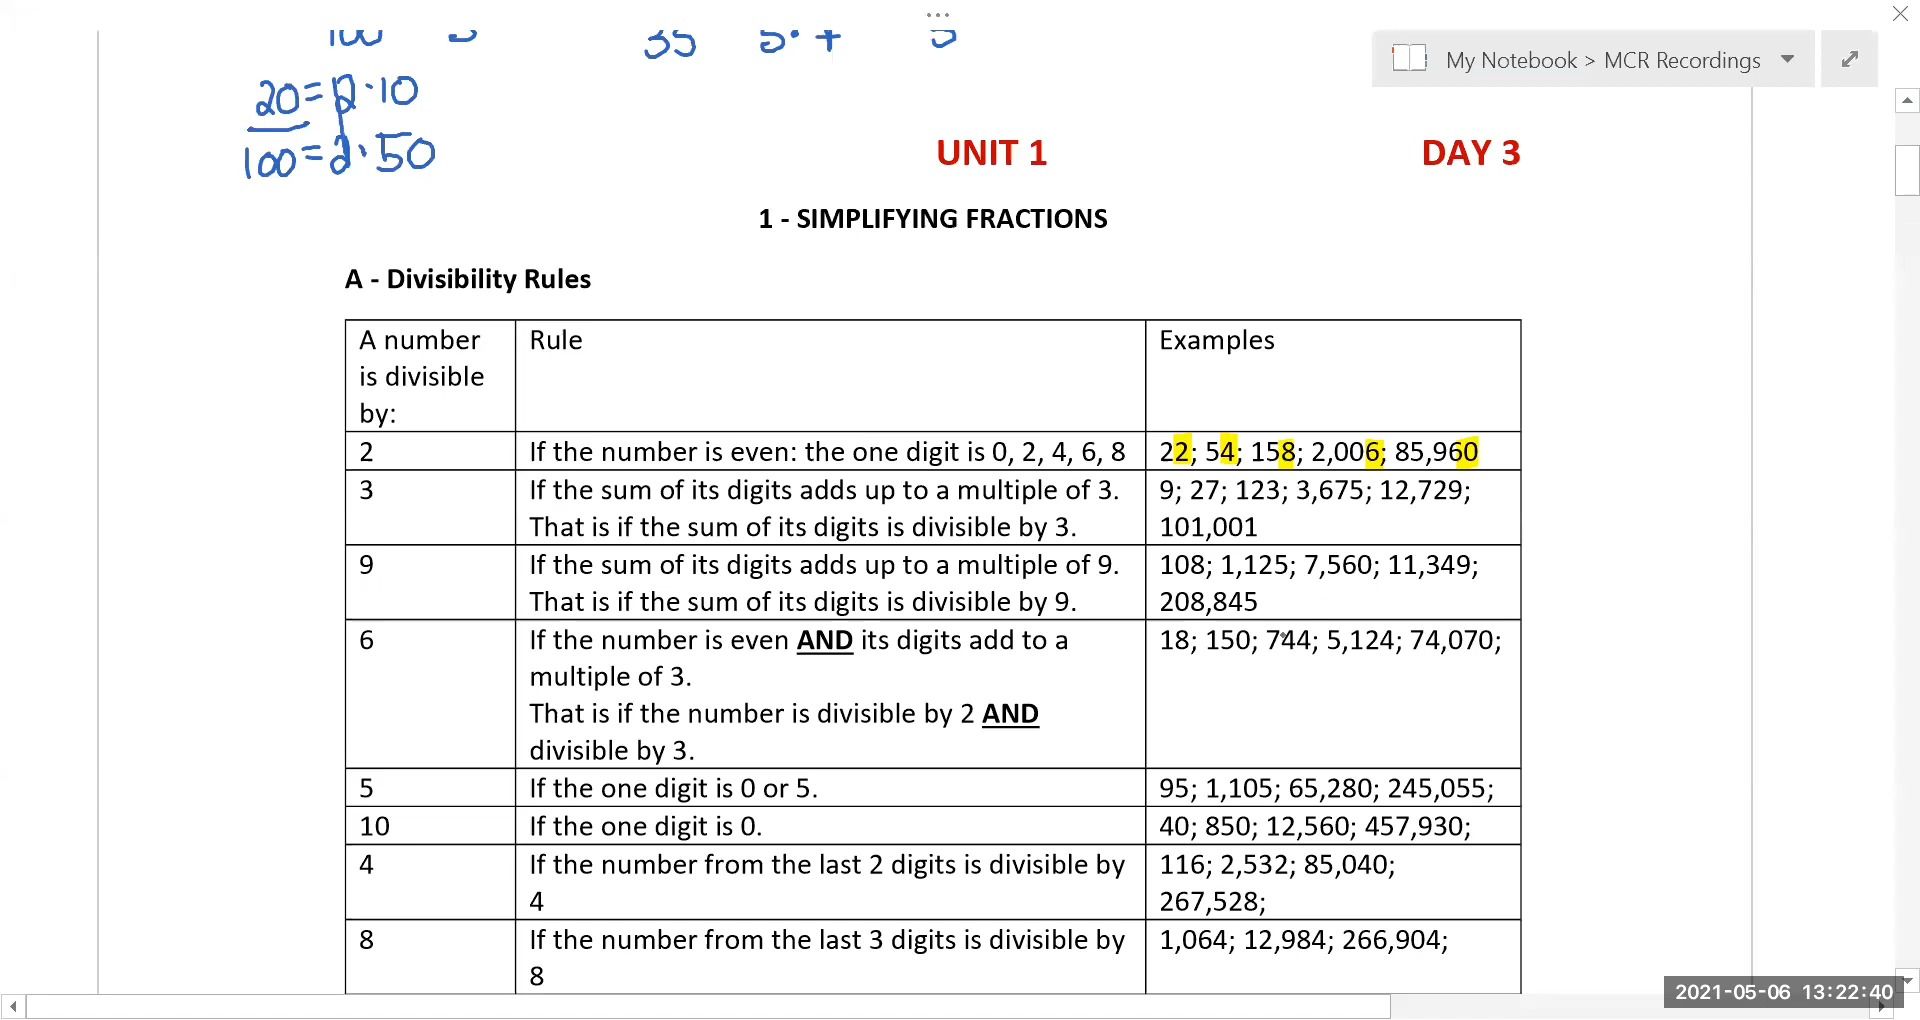 My Notebook > MCR Recordings
20 = 2 · 10
100 = 2 · 50
UNIT 1 DAY 3
1 - SIMPLIFYING FRACTIONS
A - Divisibility Rules
A number is divisible by: Rule Examples
2 If the number is even: the one digit is 0, 2, 4, 6, 8 22; 54; 158; 2,006; 85,960
3 If the sum of its digits adds up to a multiple of 3. 9; 27; 123; 3,675; 12,729;
That is if the sum of its digits is divisible by 3. 101,001
9 If the sum of its digits adds up to a multiple of 9. 108; 1,125; 7,560; 11,349;
That is if the sum of its digits is divisible by 9. 208,845
6 If the number is even AND its digits add to a 18; 150; 744; 5,124; 74,070;
multiple of 3.
That is if the number is divisible by 2 AND
divisible by 3.
5 If the one digit is 0 or 5. 95; 1,105; 65,280; 245,055;
10 If the one digit is 0. 40; 850; 12,560; 457,930;
4 If the number from the last 2 digits is divisible by 116; 2,532; 85,040;
4 267,528;
8 If the number from the last 3 digits is divisible by 1,064; 12,984; 266,904;
8
2021-05-06 13:22:40